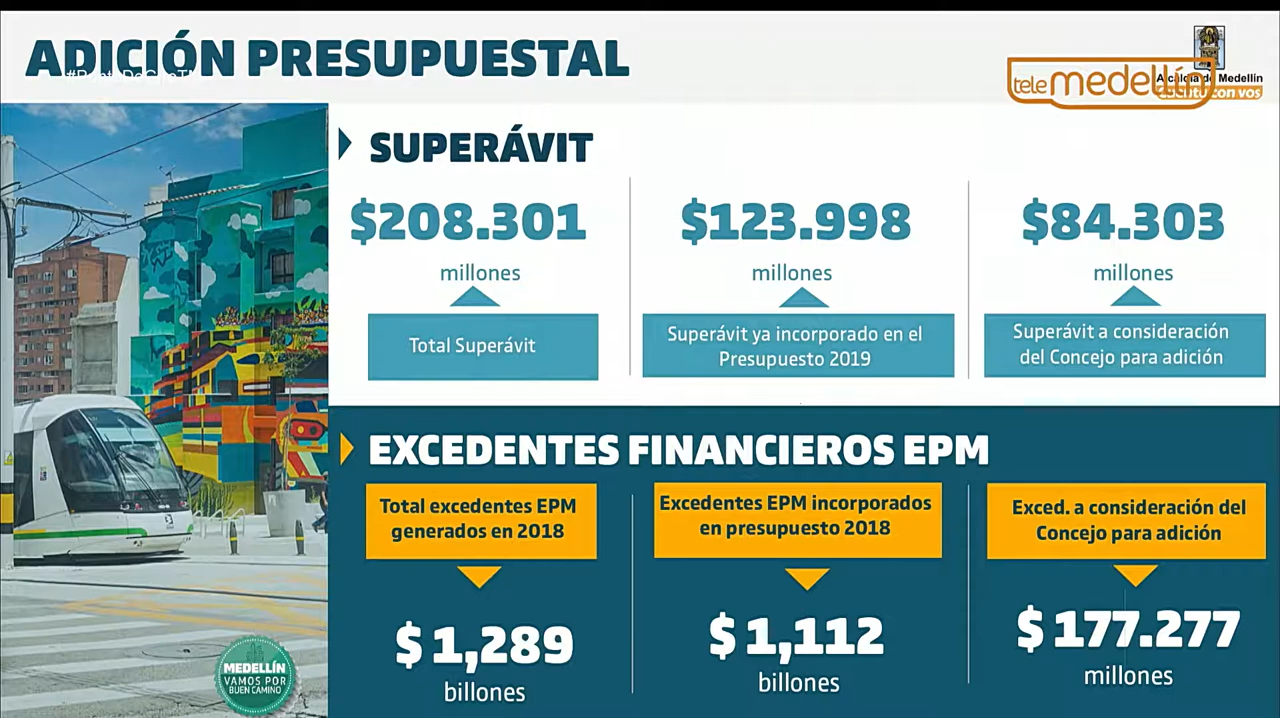 ADICIÓN PRESUPUESTAL
tele medellín
Alcaldía de Medellín
SUPERÁVIT
$208.301
millones
Total Superávit
$123.998
millones
Superávit ya incorporado en el
Presupuesto 2019
$84.303
millones
Superávit a consideración
del Concejo para adición
EXCEDENTES FINANCIEROS EPM
Total excedentes EPM
generados en 2018
$ 1,289
billones
Excedentes EPM incorporados
en presupuesto 2018
$ 1,112
billones
Exced. a consideración del
Concejo para adición
$ 177.277
millones
MEDELLÍN
VAMOS POR
BUEN CAMINO